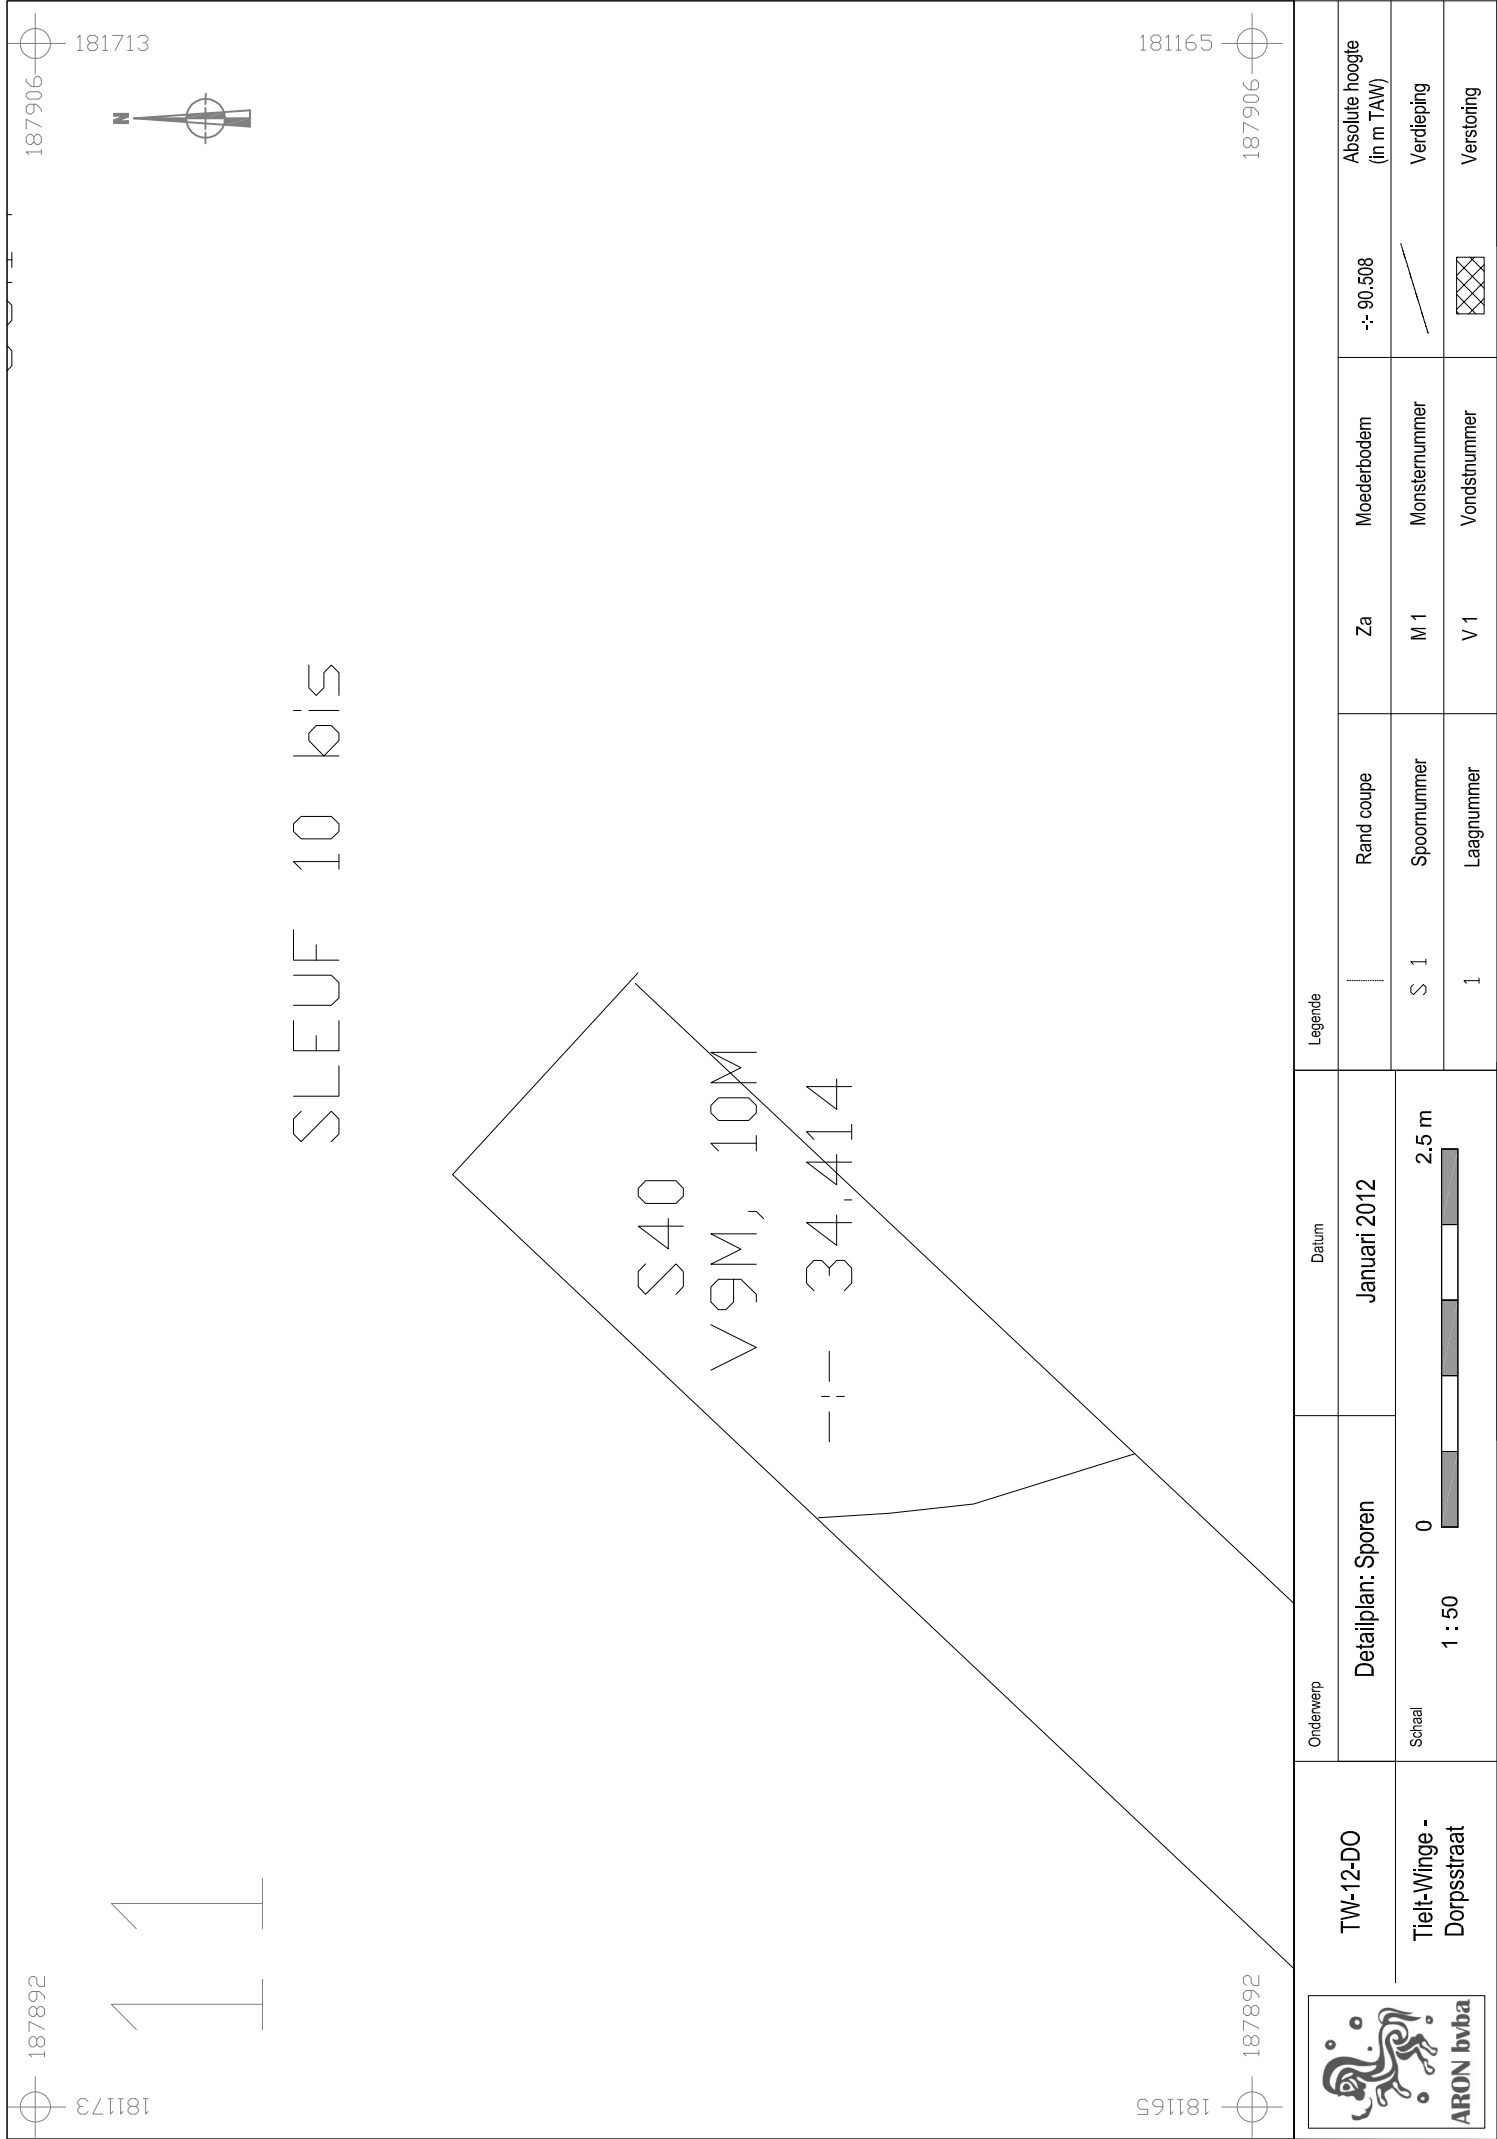 187892
187906
181173
181713
11
N
SLEUF 10 bis
S40
V9M, 10M
-:- 34,414
181165
181165
187892
187906
ARON bvba
TW-12-DO
Tielt-Winge -
Dorpsstraat
Onderwerp
Detailplan: Sporen
Datum
Januari 2012
Schaal
1 : 50
0
2.5 m
Legende
Rand coupe
Za
Moederbodem
-:- 90.508
Absolute hoogte
(in m TAW)
S 1
Spoornummer
M 1
Monsternummer
Verdieping
1
Laagnummer
V 1
Vondstnummer
Verstoring